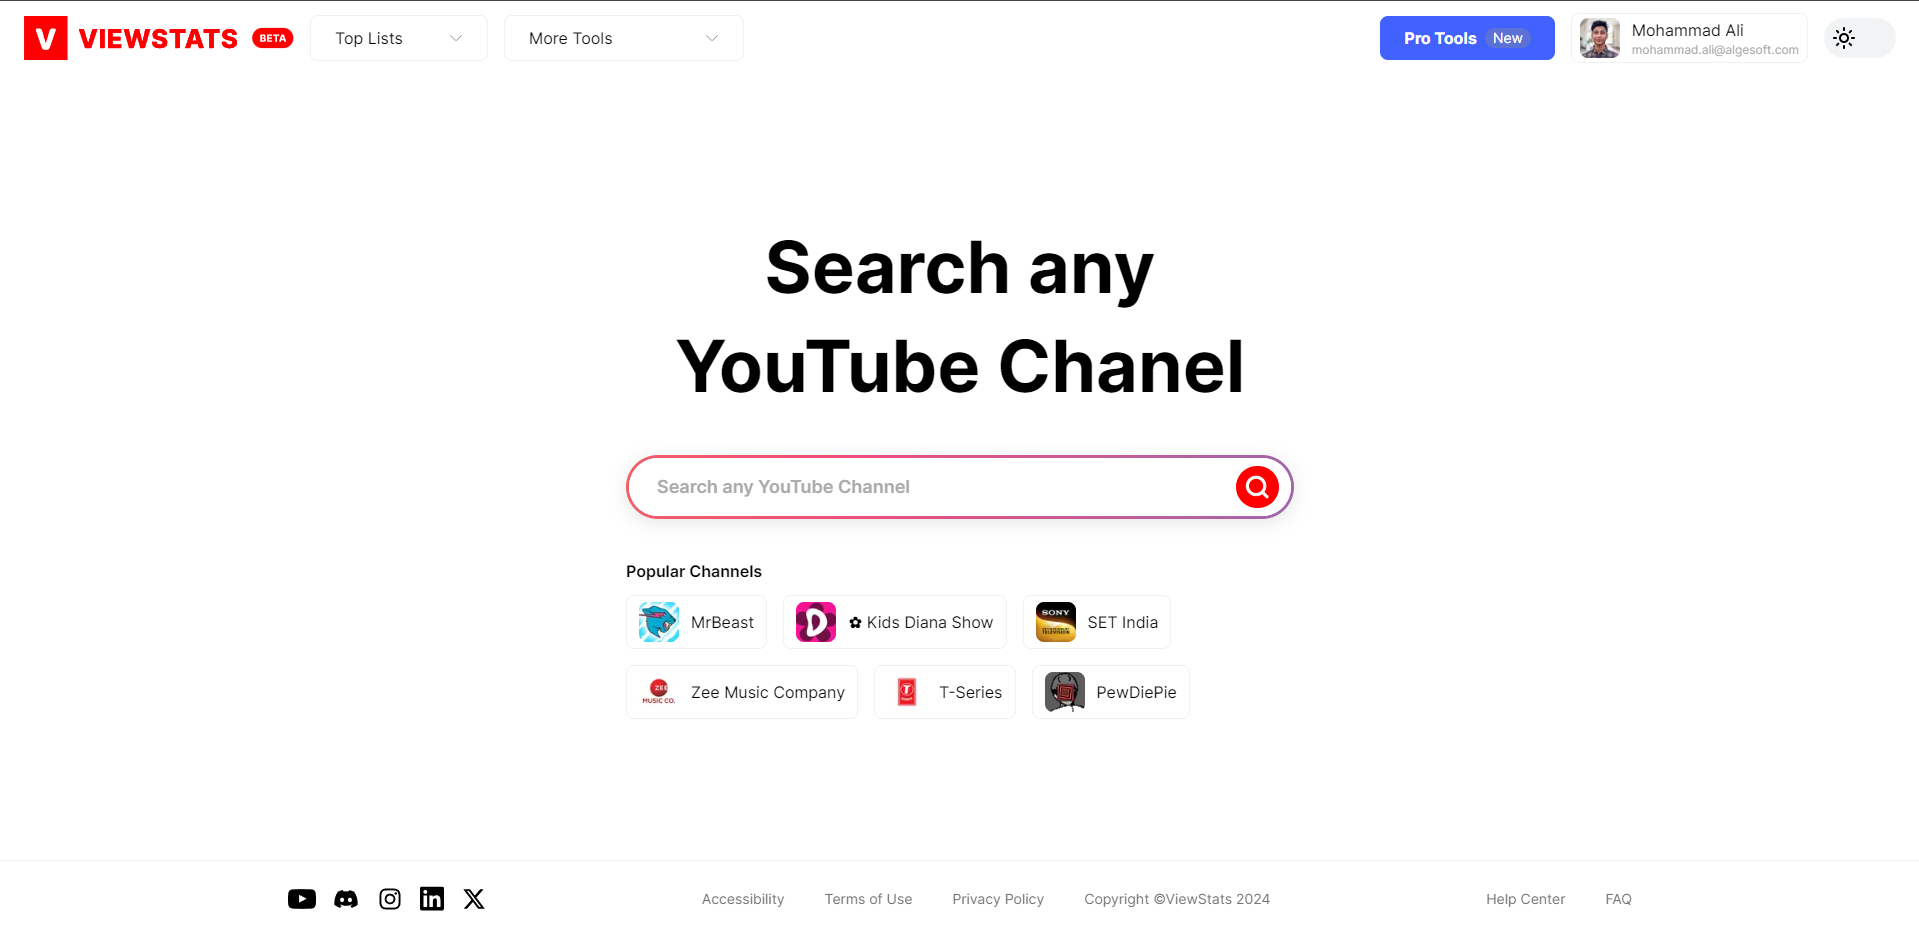 V VIEWSTATS BETA Top Lists More Tools Pro Tools New Mohammad Ali
mohammad.ali@algesoft.com
Search any
YouTube Chanel
Search any YouTube Channel
Popular Channels
MrBeast D ✿ Kids Diana Show SONY SET India
ZEE MUSIC CO. Zee Music Company T T-Series PewDiePie
in Accessibility Terms of Use Privacy Policy Copyright ©ViewStats 2024 Help Center FAQ